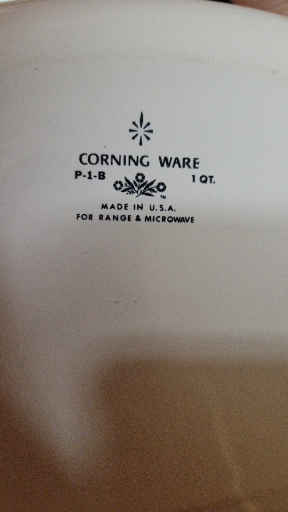 CORNING WARE
P-1-B 1 QT.
TM
MADE IN U.S.A.
FOR RANGE & MICROWAVE